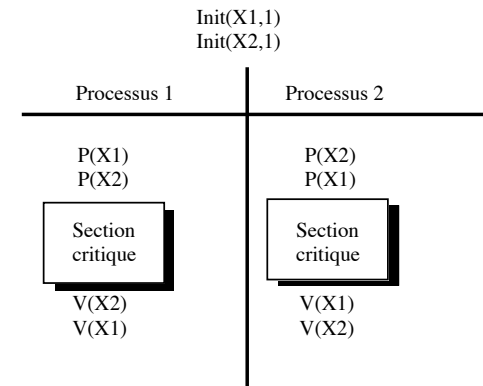 Init(X1,1)
Init(X2,1)
Processus 1
Processus 2
P(X1)
P(X2)
Section
critique
V(X2)
V(X1)
P(X2)
P(X1)
Section
critique
V(X1)
V(X2)